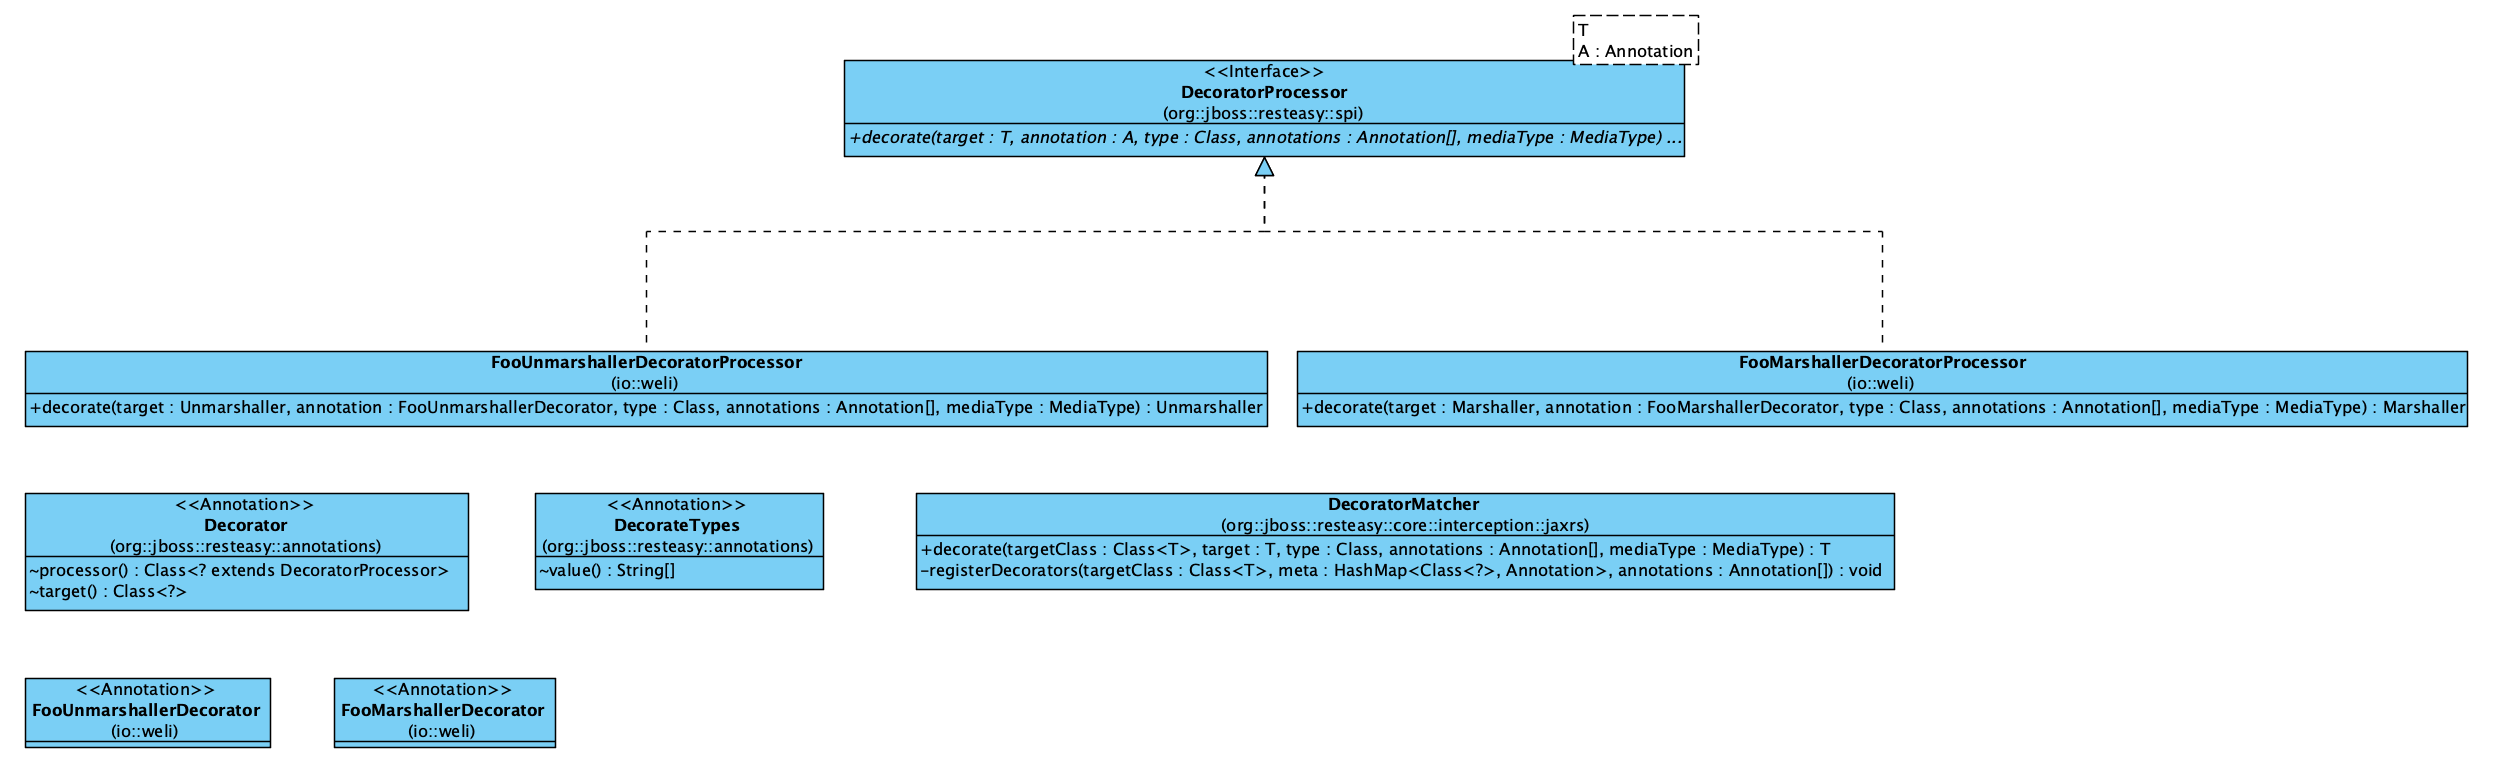 T
A : Annotation
<<Interface>>
DecoratorProcessor
(org::jboss::resteasy::spi)
+decorate(target : T, annotation : A, type : Class, annotations : Annotation[], mediaType : MediaType) ...
FooUnmarshallerDecoratorProcessor
(io::weli)
+decorate(target : Unmarshaller, annotation : FooUnmarshallerDecorator, type : Class, annotations : Annotation[], mediaType : MediaType) : Unmarshaller
FooMarshallerDecoratorProcessor
(io::weli)
+decorate(target : Marshaller, annotation : FooMarshallerDecorator, type : Class, annotations : Annotation[], mediaType : MediaType) : Marshaller
<<Annotation>>
Decorator
(org::jboss::resteasy::annotations)
~processor() : Class<? extends DecoratorProcessor>
~target() : Class<?>
<<Annotation>>
DecorateTypes
(org::jboss::resteasy::annotations)
~value() : String[]
DecoratorMatcher
(org::jboss::resteasy::core::interception::jaxrs)
+decorate(targetClass : Class<T>, target : T, type : Class, annotations : Annotation[], mediaType : MediaType) : T
-registerDecorators(targetClass : Class<T>, meta : HashMap<Class<?>, Annotation>, annotations : Annotation[]) : void
<<Annotation>>
FooUnmarshallerDecorator
(io::weli)
<<Annotation>>
FooMarshallerDecorator
(io::weli)